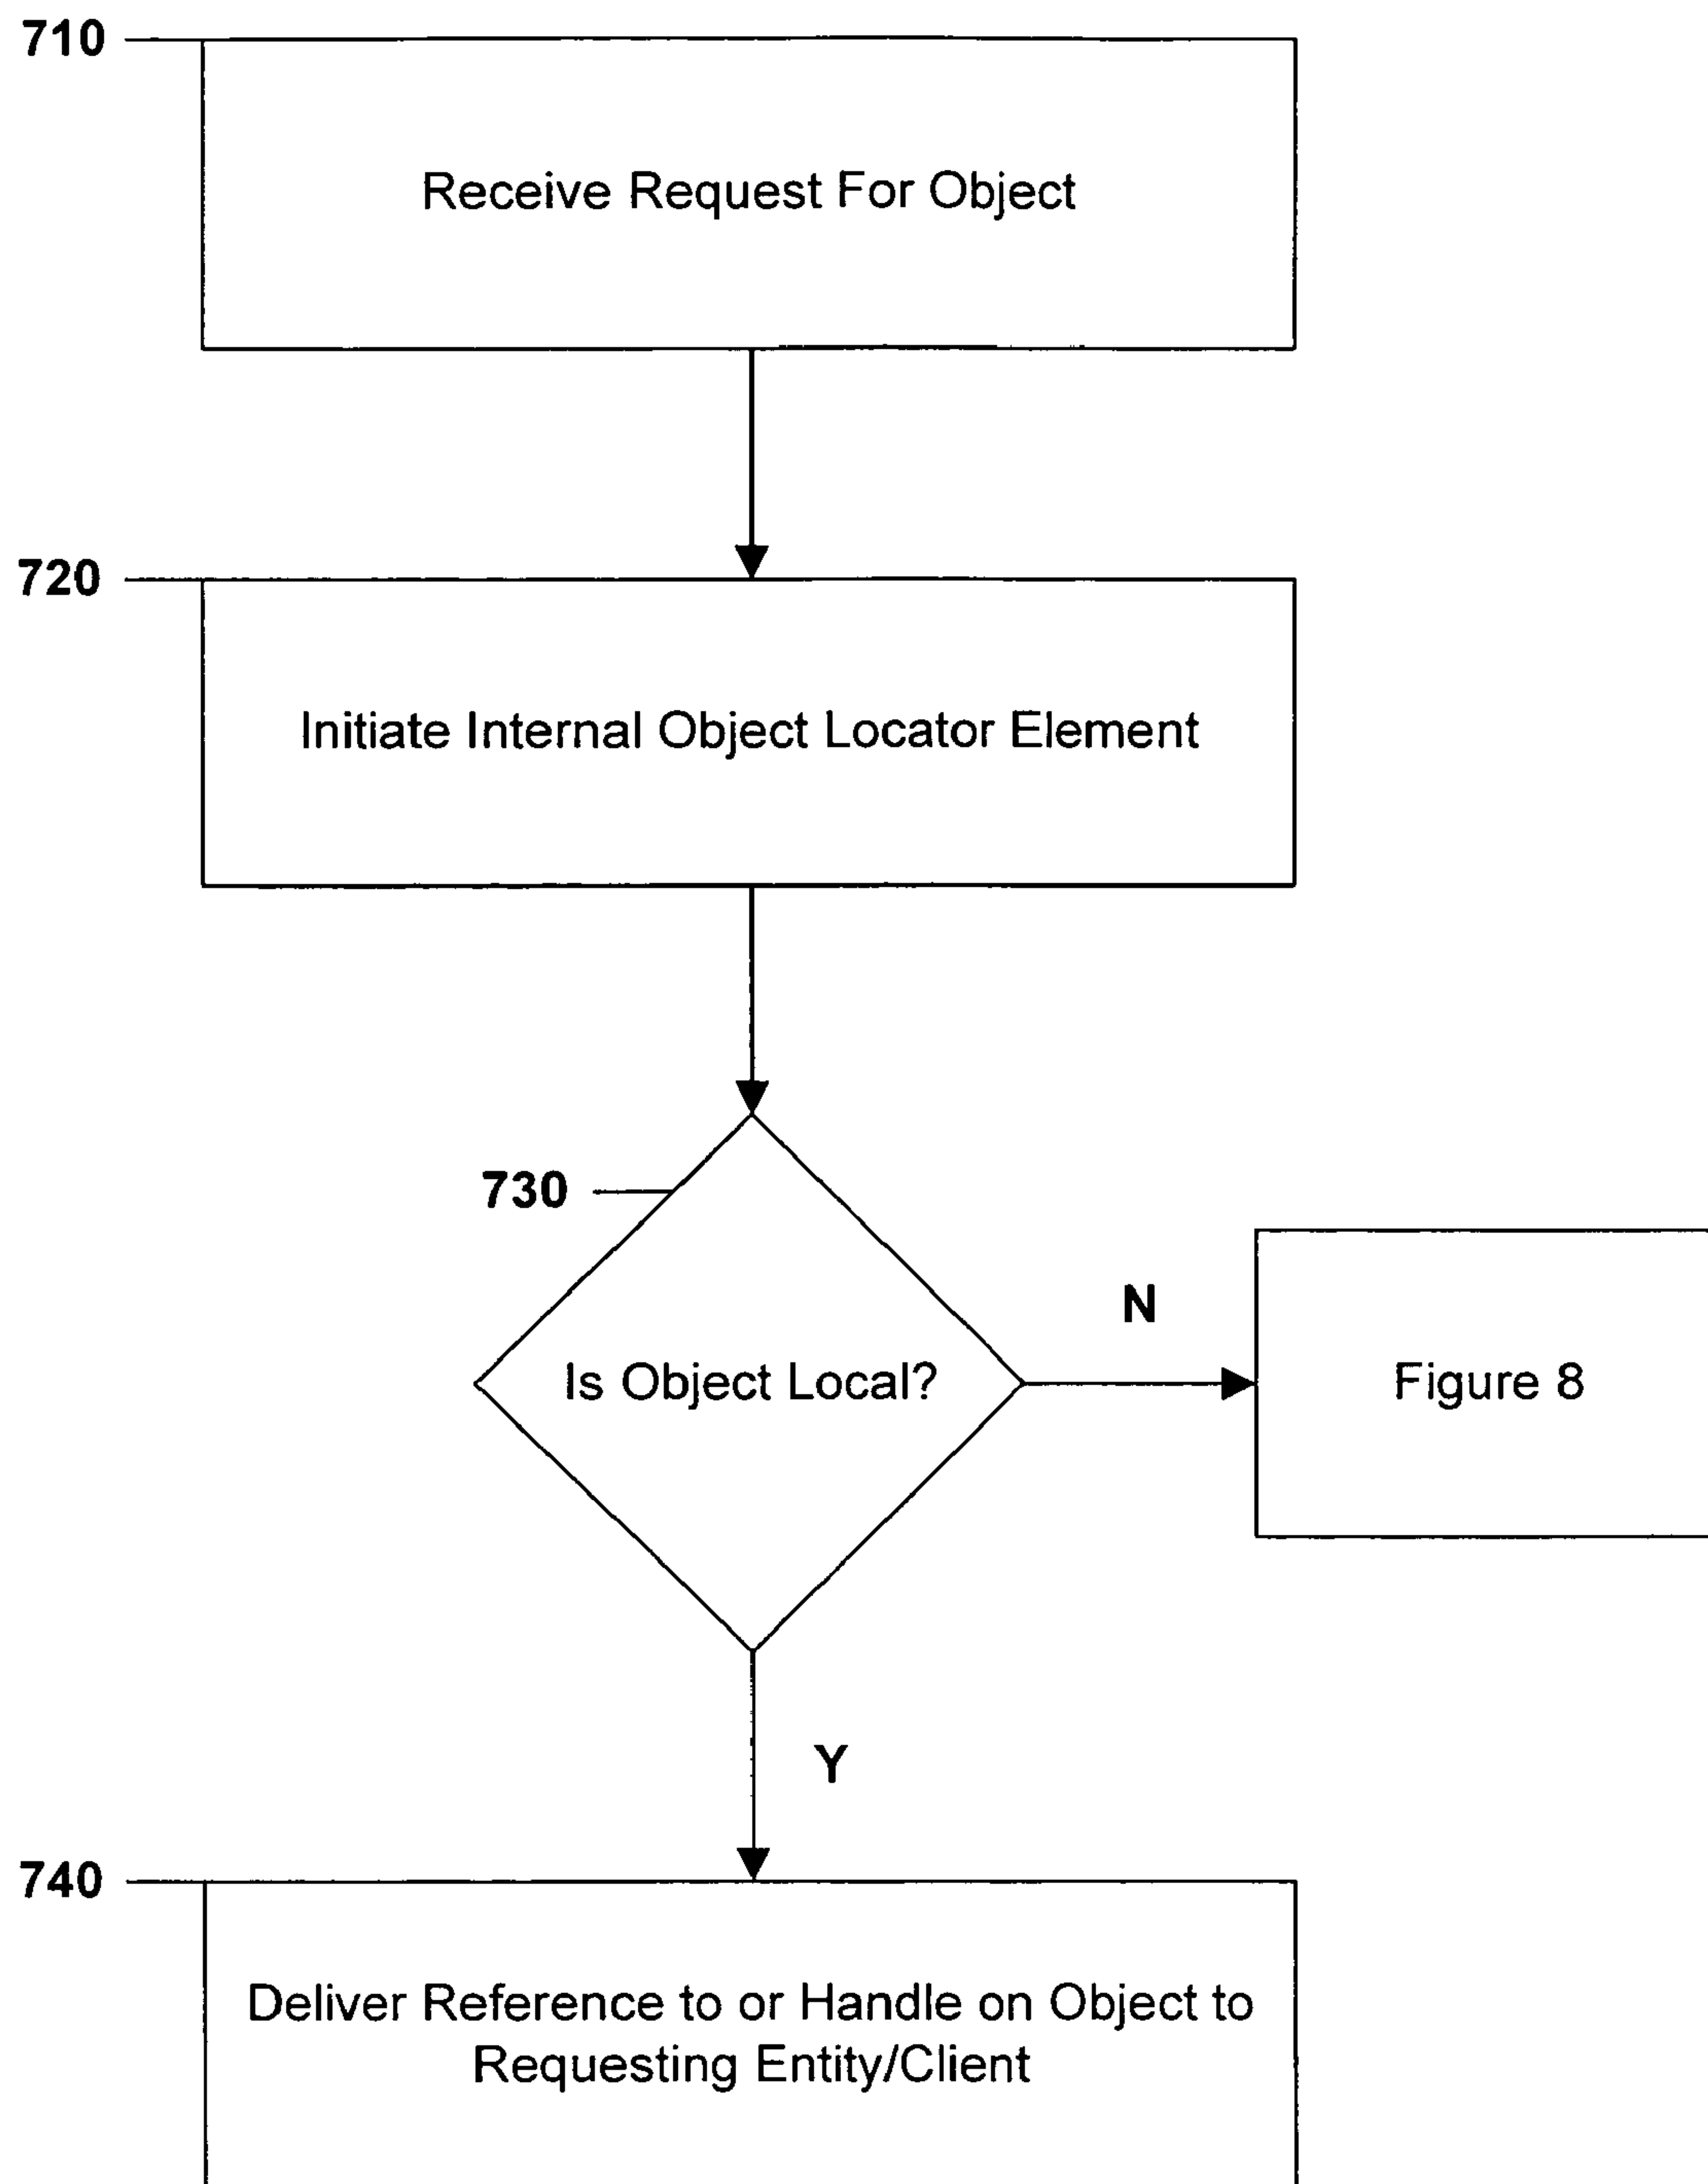 710
Receive Request For Object
720
Initiate Internal Object Locator Element
730
N
Is Object Local?
Figure 8
Y
740
Deliver Reference to or Handle on Object to
Requesting Entity/Client